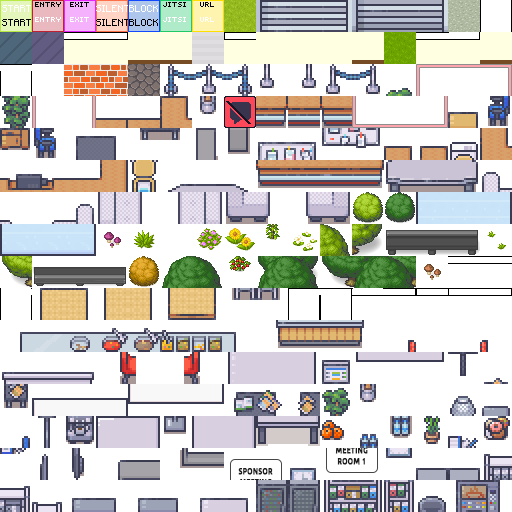 START ENTRY EXIT SILENT BLOCK JITSI URL
START ENTRY EXIT SILENT BLOCK JITSI URL
MEETING
ROOM 1
SPONSOR